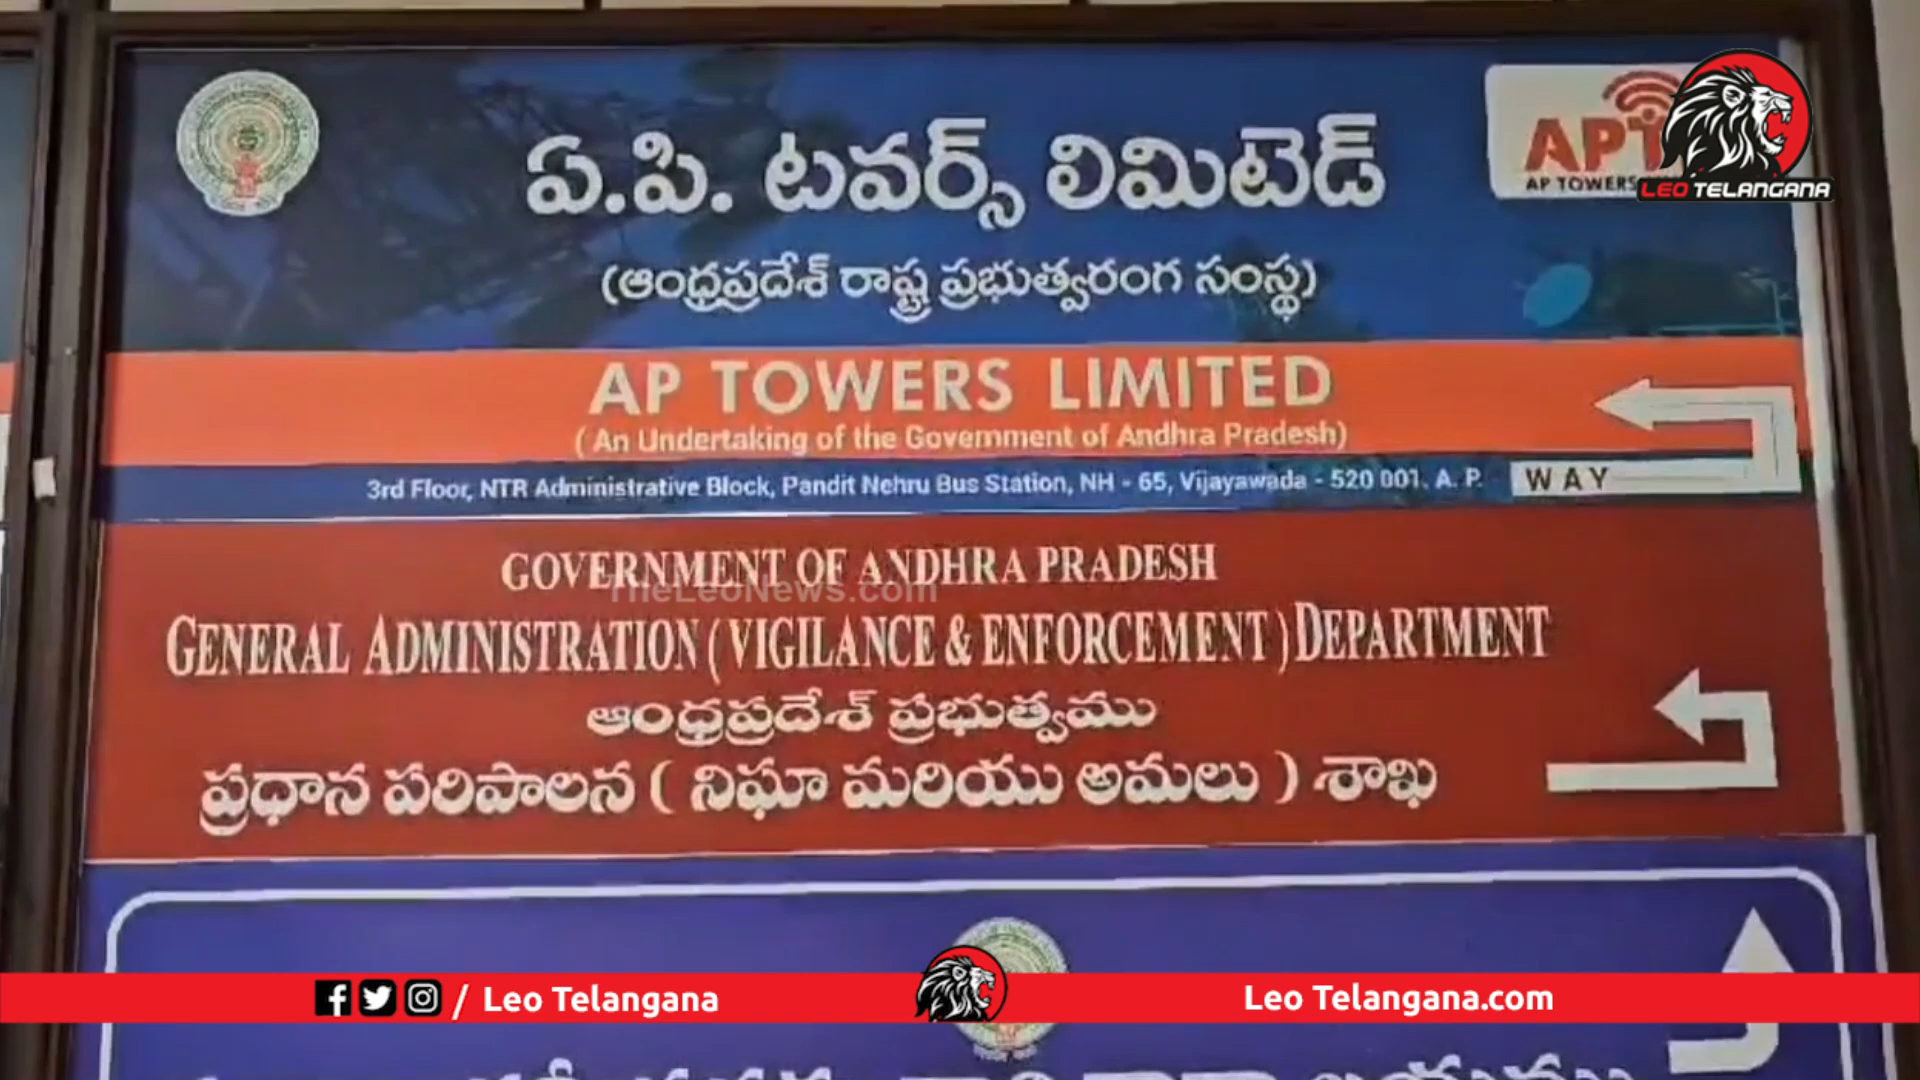 ఏ.పి. టవర్స్ లిమిటెడ్
AP TOWERS
LEO TELANGANA
(ఆంధ్రప్రదేశ్ రాష్ట్ర ప్రభుత్వరంగ సంస్థ)
AP TOWERS LIMITED
( An Undertaking of the Government of Andhra Pradesh)
3rd Floor, NTR Administrative Block, Pandit Nehru Bus Station, NH - 65, Vijayawada - 520 001. A. P.
WAY
GOVERNMENT OF ANDHRA PRADESH
TheLeoNews.com
GENERAL ADMINISTRATION ( VIGILANCE & ENFORCEMENT ) DEPARTMENT
ఆంధ్రప్రదేశ్ ప్రభుత్వము
ప్రధాన పరిపాలన ( నిఘా మరియు అమలు ) శాఖ
/ Leo Telangana
Leo Telangana.com